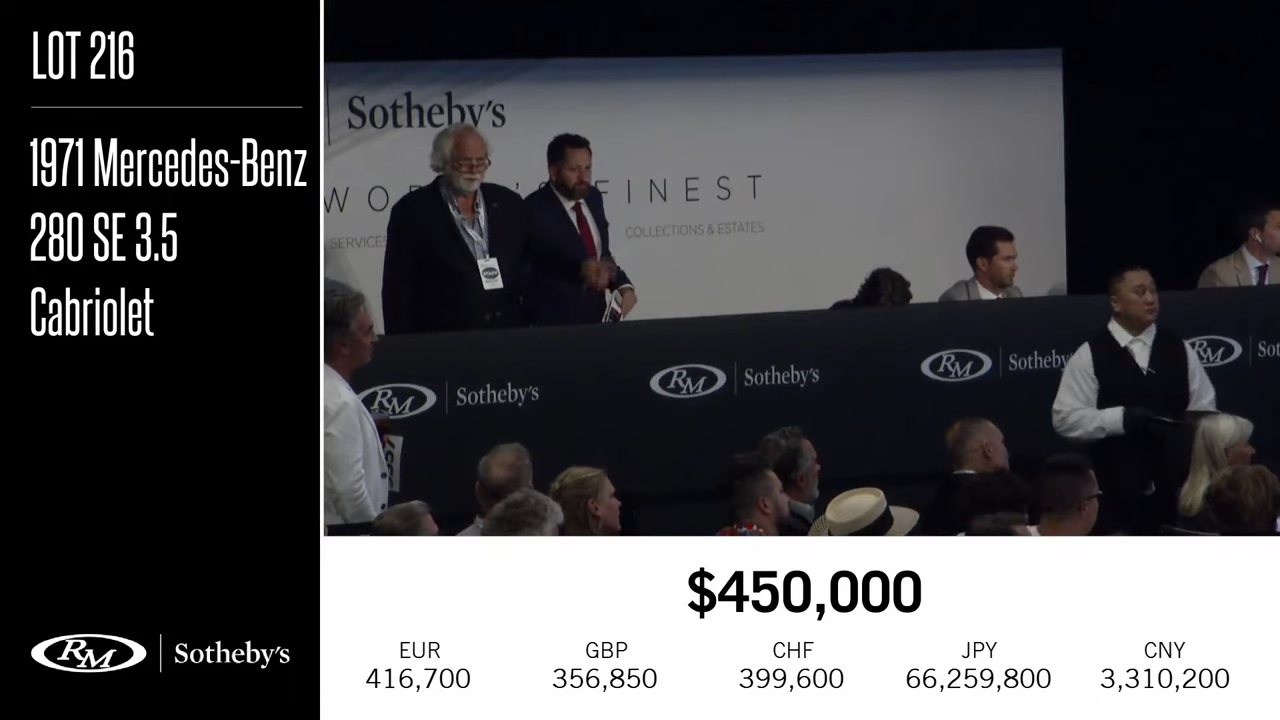 LOT 216
1971 Mercedes-Benz
280 SE 3.5
Cabriolet
RM Sotheby's
Sotheby's
FINEST
SERVICES
COLLECTIONS & ESTATES
RM Sotheby's
RM Sotheby's
RM Sotheby's
RM
$450,000
EUR GBP CHF JPY CNY
416,700 356,850 399,600 66,259,800 3,310,200